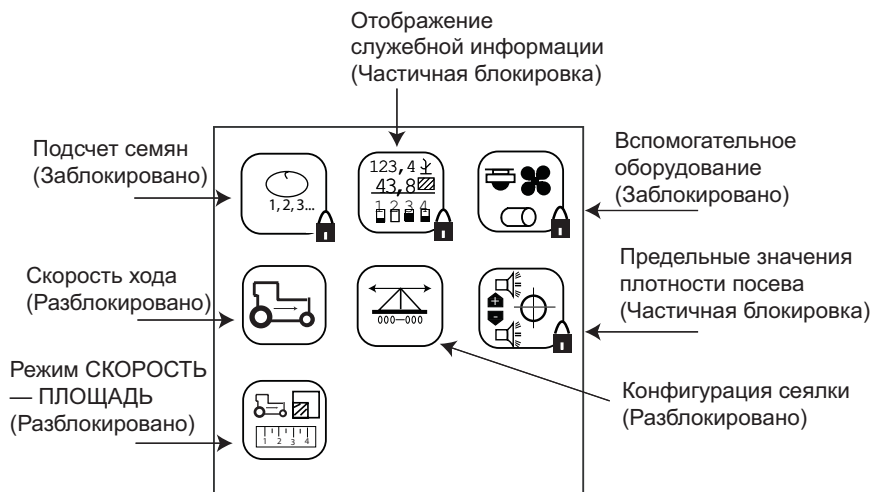 Отображение
служебной информации
(Частичная блокировка)
Подсчет семян
(Заблокировано)
Вспомогательное
оборудование
(Заблокировано)
1,2,3...
123,4
43,8
1 2 3 4
Скорость хода
(Разблокировано)
000—000
Предельные значения
плотности посева
(Частичная блокировка)
Режим СКОРОСТЬ
— ПЛОЩАДЬ
(Разблокировано)
1 2 3 4
Конфигурация сеялки
(Разблокировано)